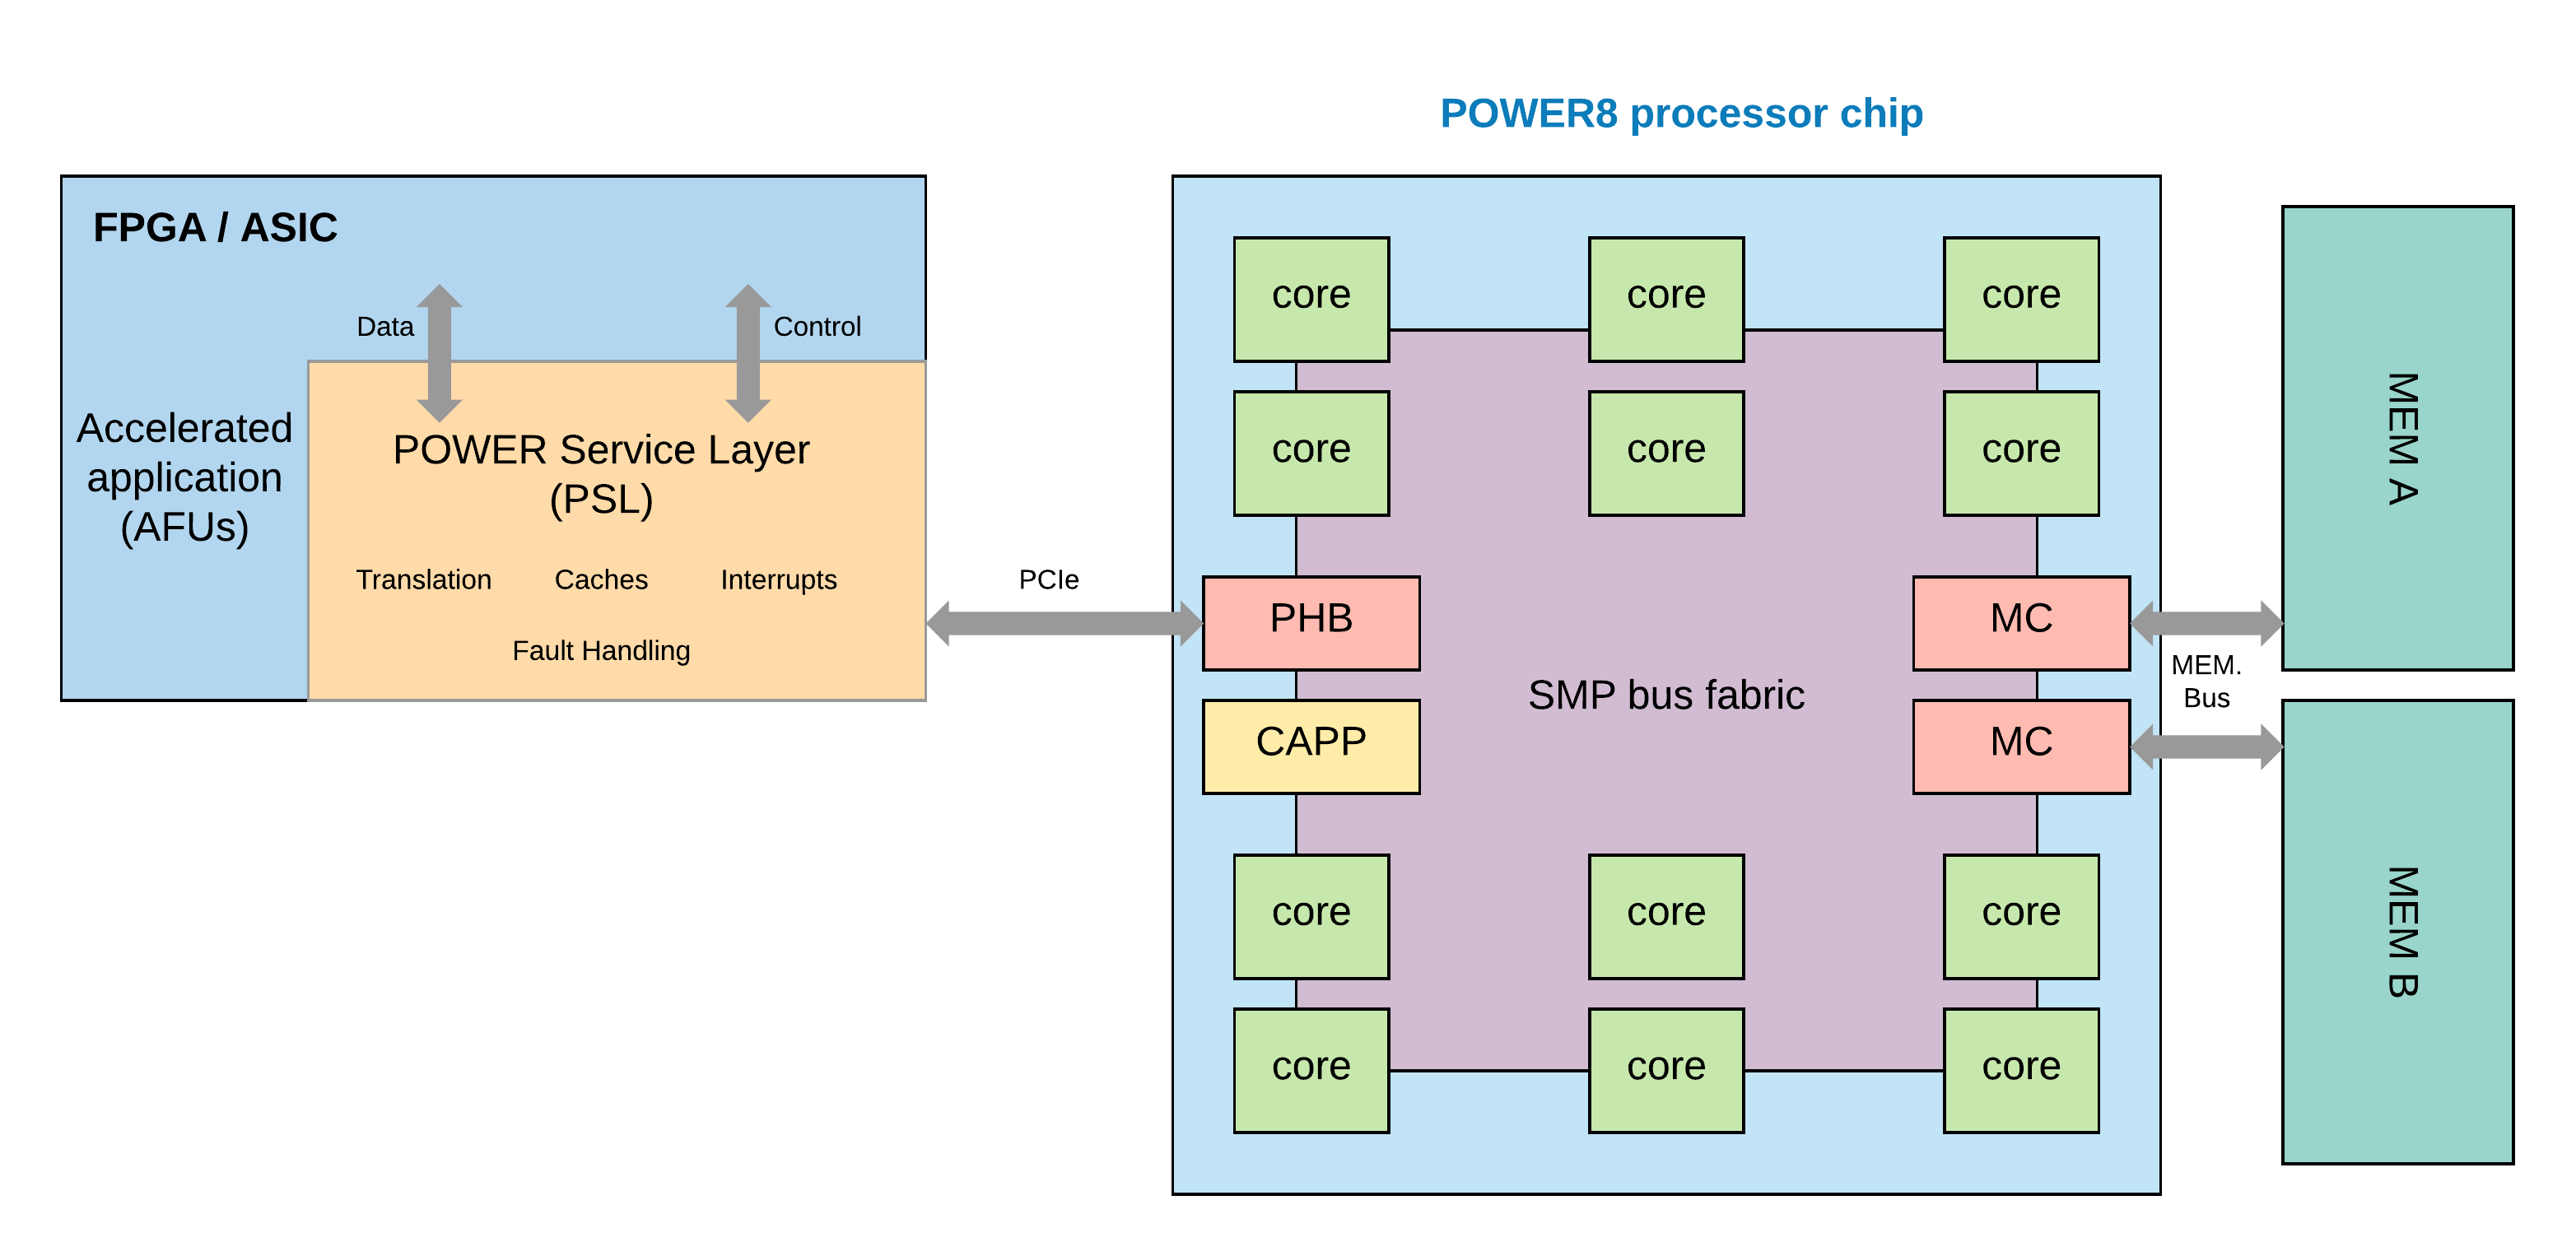 POWER8 processor chip
FPGA / ASIC
Data
Control
Accelerated
application
(AFUs)
POWER Service Layer
(PSL)
Translation Caches Interrupts
Fault Handling
PCIe
core core core
core core core
PHB
MC
SMP bus fabric
CAPP
MC
core core core
core core core
MEM.
Bus
MEM A
MEM B